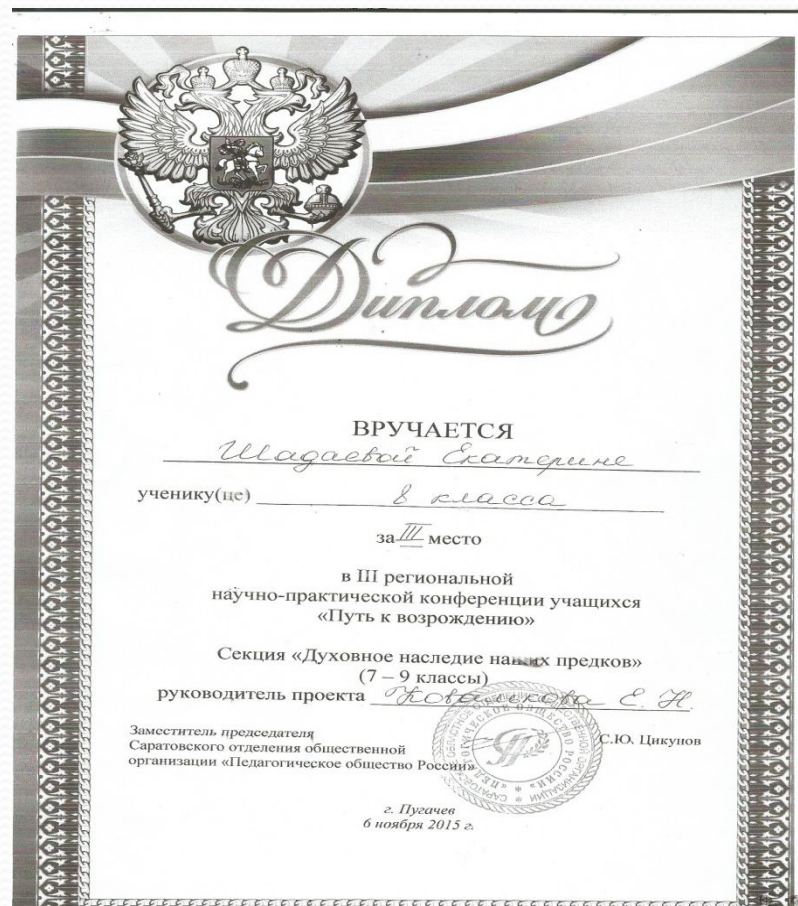 Диплом
ВРУЧАЕТСЯ
Шадаевой Екатерине
ученику(це) 8 класса
за III место
в III региональной
научно-практической конференции учащихся
«Путь к возрождению»
Секция «Духовное наследие наших предков»
(7 – 9 классы)
руководитель проекта Е. Н.
Заместитель председателя
Саратовского отделения общественной
организации «Педагогическое общество России»
С.Ю. Цикунов
г. Пугачев
6 ноября 2015 г.